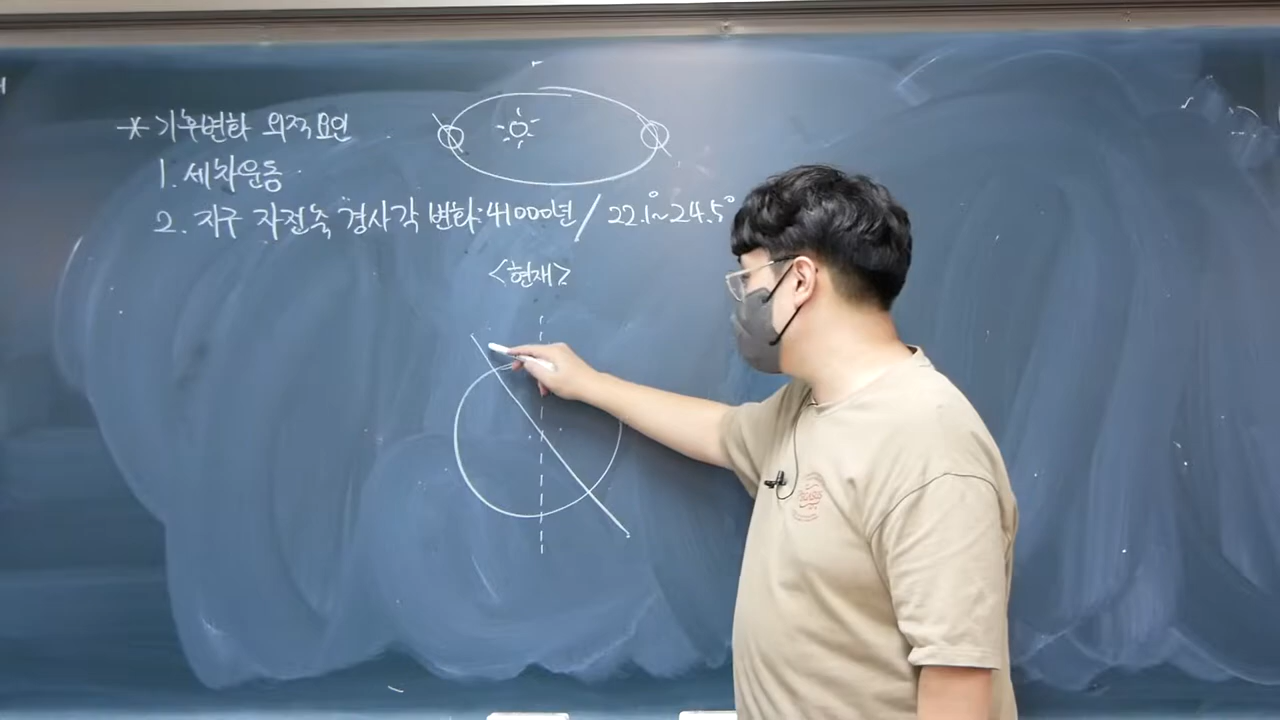 * 기후변화 외적요인
1. 세차운동
2. 지구 자전축 경사각 변화:41000년 / 22.1°~24.5°
<현재>